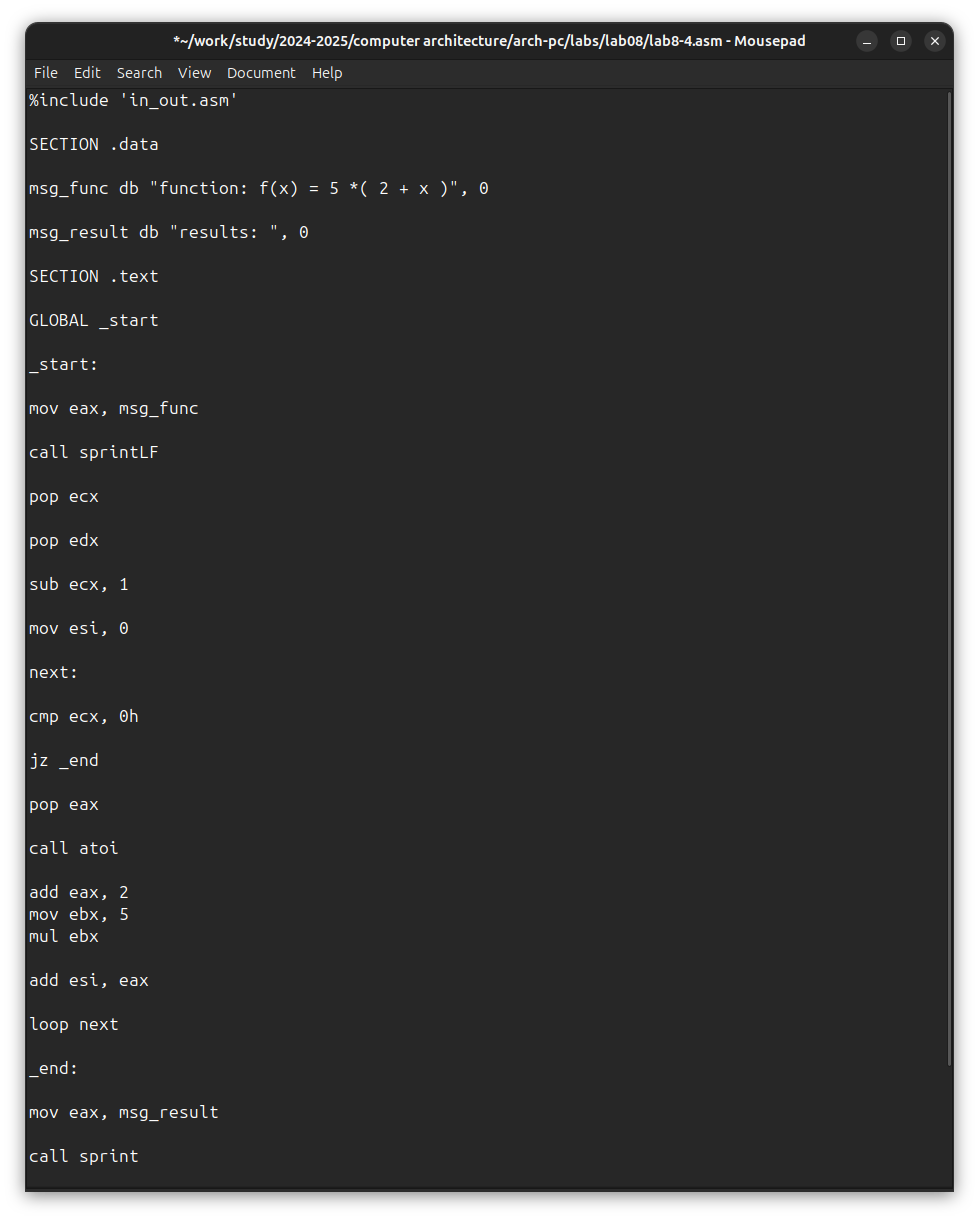 *~/work/study/2024-2025/computer architecture/arch-pc/labs/lab08/lab8-4.asm - Mousepad
File Edit Search View Document Help
%include 'in_out.asm'
SECTION .data
msg_func db "function: f(x) = 5 *( 2 + x )", 0
msg_result db "results: ", 0
SECTION .text
GLOBAL _start
_start:
mov eax, msg_func
call sprintLF
pop ecx
pop edx
sub ecx, 1
mov esi, 0
next:
cmp ecx, 0h
jz _end
pop eax
call atoi
add eax, 2
mov ebx, 5
mul ebx
add esi, eax
loop next
_end:
mov eax, msg_result
call sprint